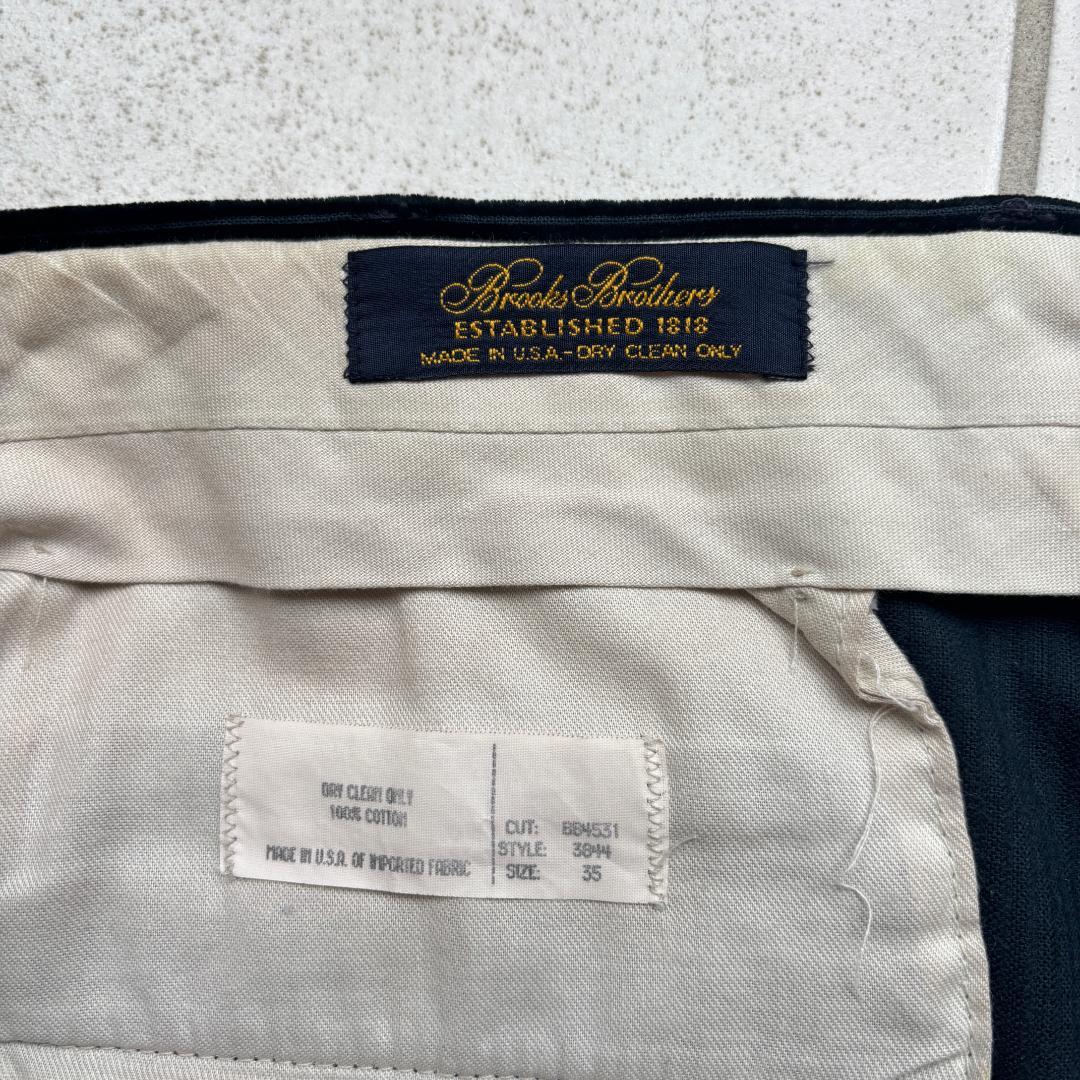 Brooks Brothers
ESTABLISHED 1818
MADE IN U.S.A.-DRY CLEAN ONLY
DRY CLEAN ONLY
100% COTTON
MADE IN U.S.A. OF IMPORTED FABRIC
CUT: BB4531
STYLE: 3844
SIZE: 35